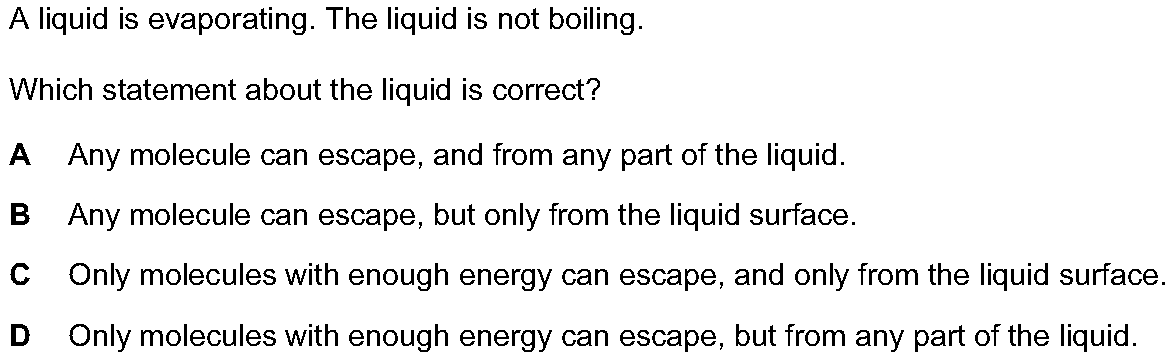 A liquid is evaporating. The liquid is not boiling.
Which statement about the liquid is correct?
A Any molecule can escape, and from any part of the liquid.
B Any molecule can escape, but only from the liquid surface.
C Only molecules with enough energy can escape, and only from the liquid surface.
D Only molecules with enough energy can escape, but from any part of the liquid.